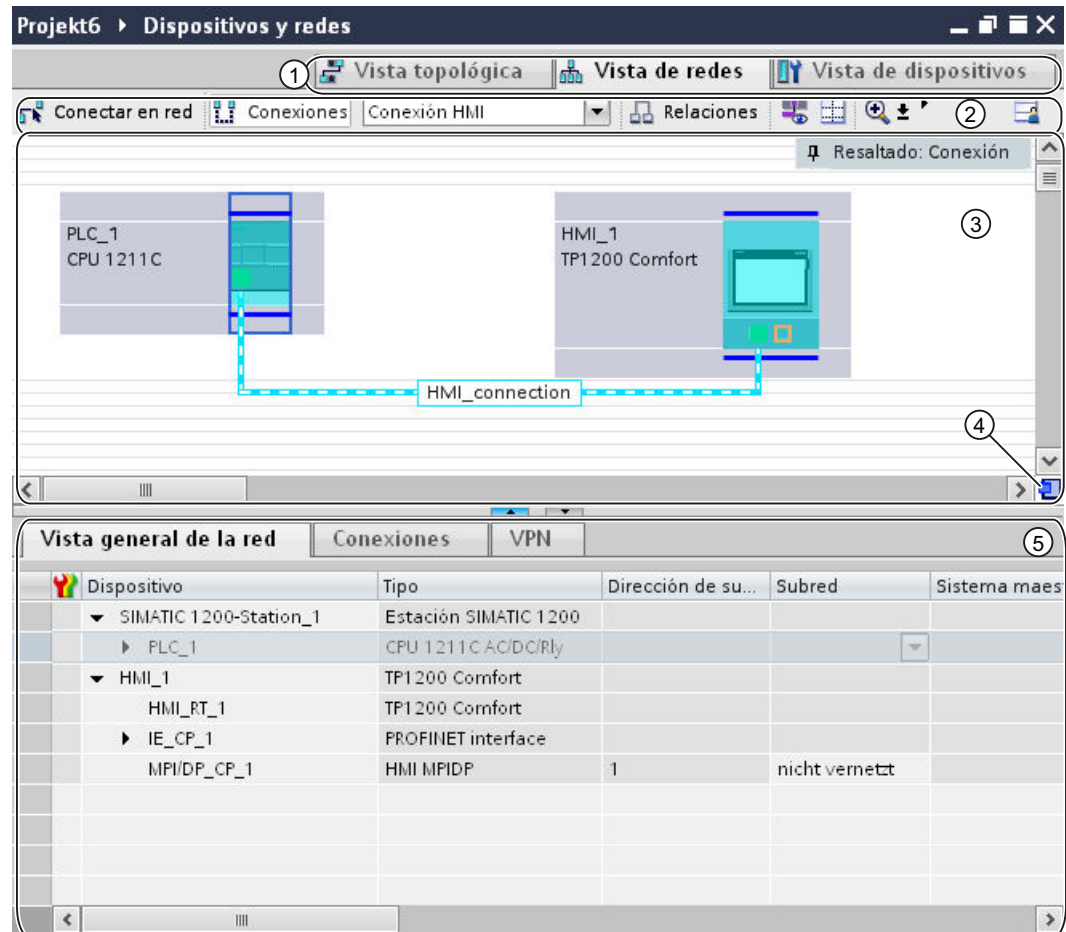 Projekt6 ▸ Dispositivos y redes
1 Vista topológica Vista de redes Vista de dispositivos
Conectar en red Conexiones Conexión HMI Relaciones 2
Resaltado: Conexión
3
PLC_1
CPU 1211C
HMI_1
TP1200 Comfort
HMI_connection
4
Vista general de la red Conexiones VPN 5
Dispositivo Tipo Dirección de su... Subred Sistema maes
SIMATIC 1200-Station_1 Estación SIMATIC 1200
PLC_1 CPU 1211C AC/DC/Rly
HMI_1 TP1200 Comfort
HMI_RT_1 TP1200 Comfort
IE_CP_1 PROFINET interface
MPI/DP_CP_1 HMI MPIDP 1 nicht vernetzt